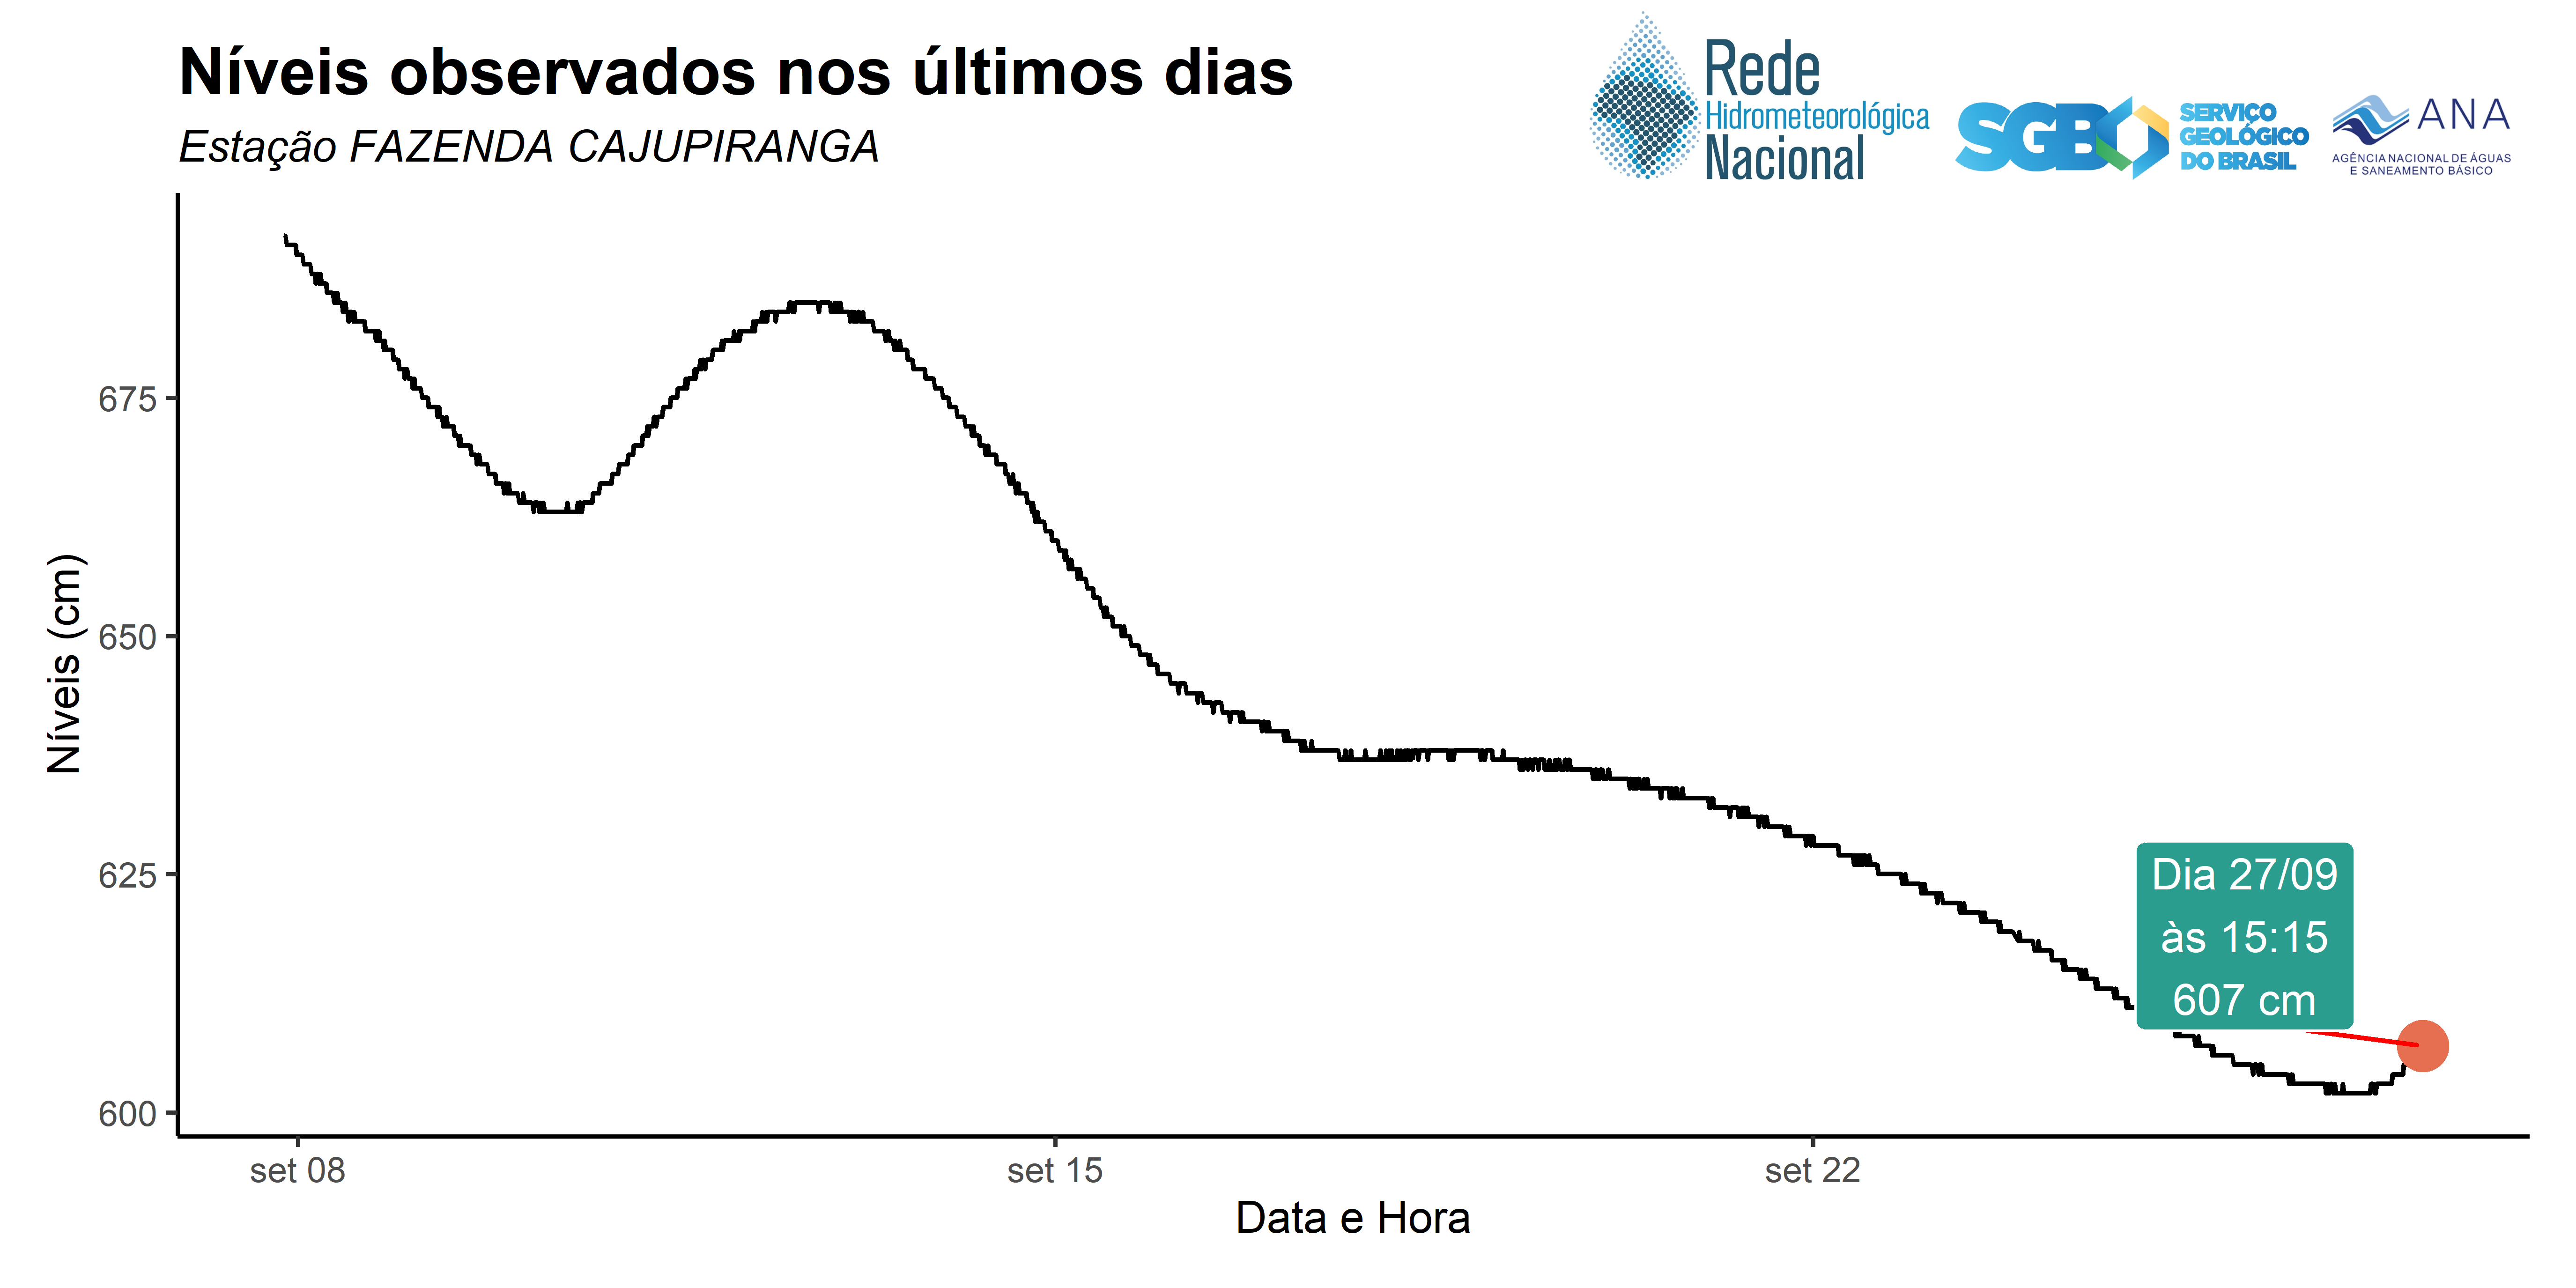 Níveis observados nos últimos dias
Estação FAZENDA CAJUPIRANGA
Rede
Hidrometeorológica
Nacional
SGB
SERVIÇO
GEOLÓGICO
DO BRASIL
ANA
AGÊNCIA NACIONAL DE ÁGUAS
E SANEAMENTO BÁSICO
Níveis (cm)
675
650
625
600
Dia 27/09
às 15:15
607 cm
set 08
set 15
set 22
Data e Hora